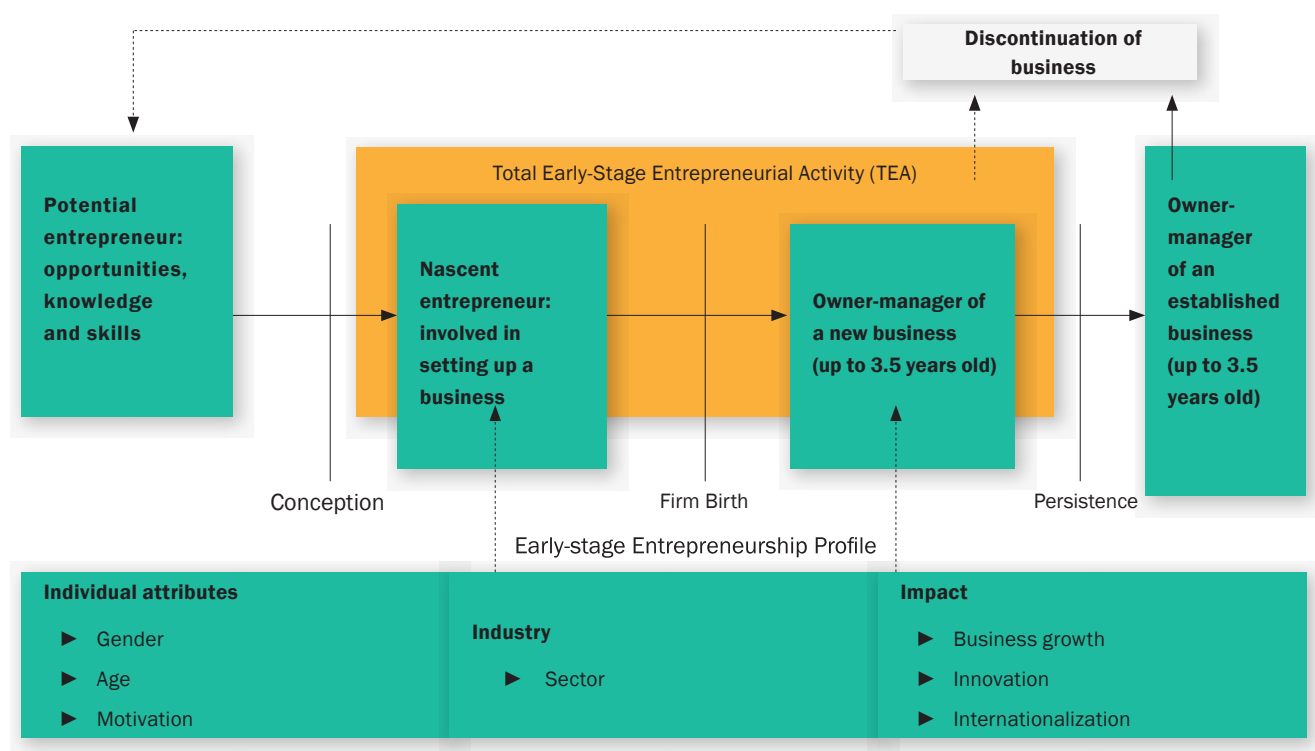 Discontinuation of
business
Total Early-Stage Entrepreneurial Activity (TEA)
Potential
entrepreneur:
opportunities,
knowledge
and skills
Nascent
entrepreneur:
involved in
setting up a
business
Owner-manager of
a new business
(up to 3.5 years old)
Owner-
manager
of an
established
business
(up to 3.5
years old)
Conception
Firm Birth
Persistence
Early-stage Entrepreneurship Profile
Individual attributes
► Gender
► Age
► Motivation
Industry
► Sector
Impact
► Business growth
► Innovation
► Internationalization